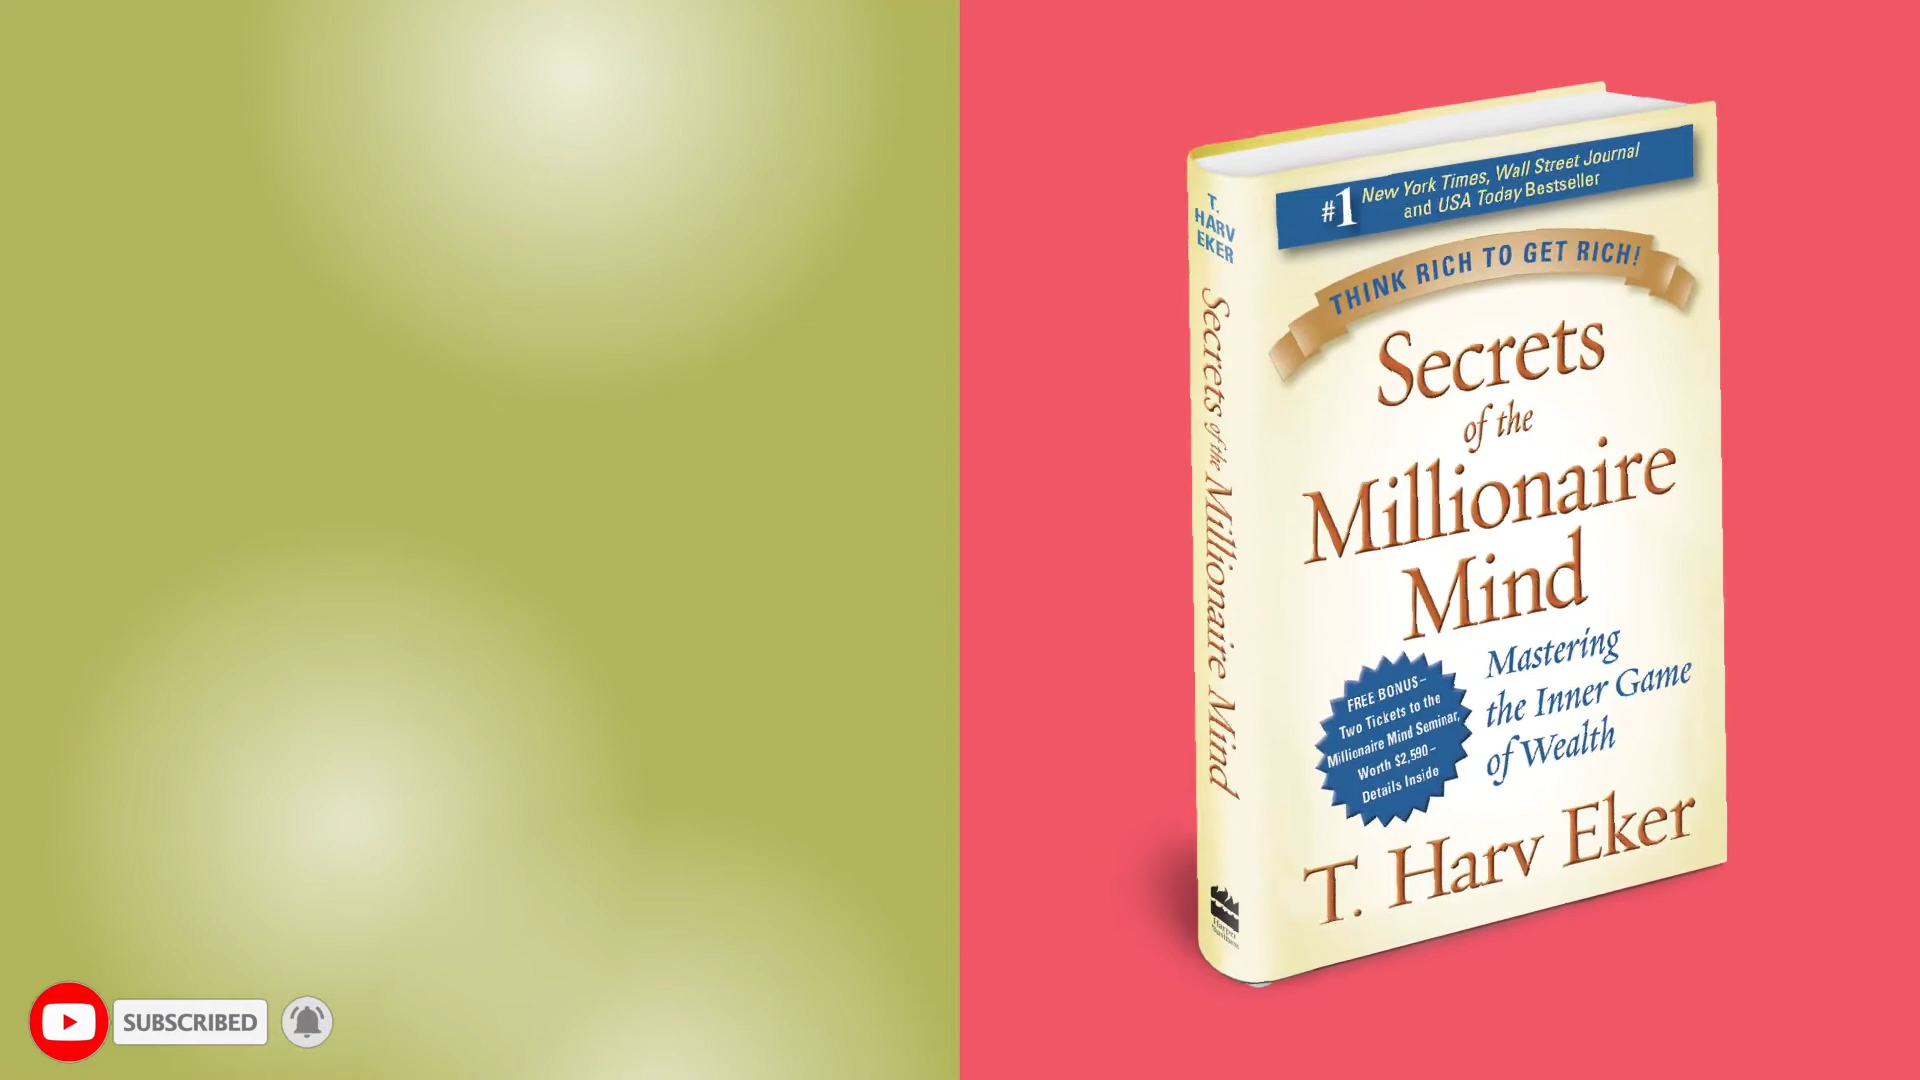 #1 New York Times, Wall Street Journal
and USA Today Bestseller
THINK RICH TO GET RICH!
Secrets
of the
Millionaire
Mind
Mastering
the Inner Game
of Wealth
FREE BONUS–
Two Tickets to the
Millionaire Mind Seminar,
Worth $2,590–
Details Inside
T. Harv Eker
T.
HARV
EKER
Secrets of the Millionaire Mind
Harper
Business
SUBSCRIBED